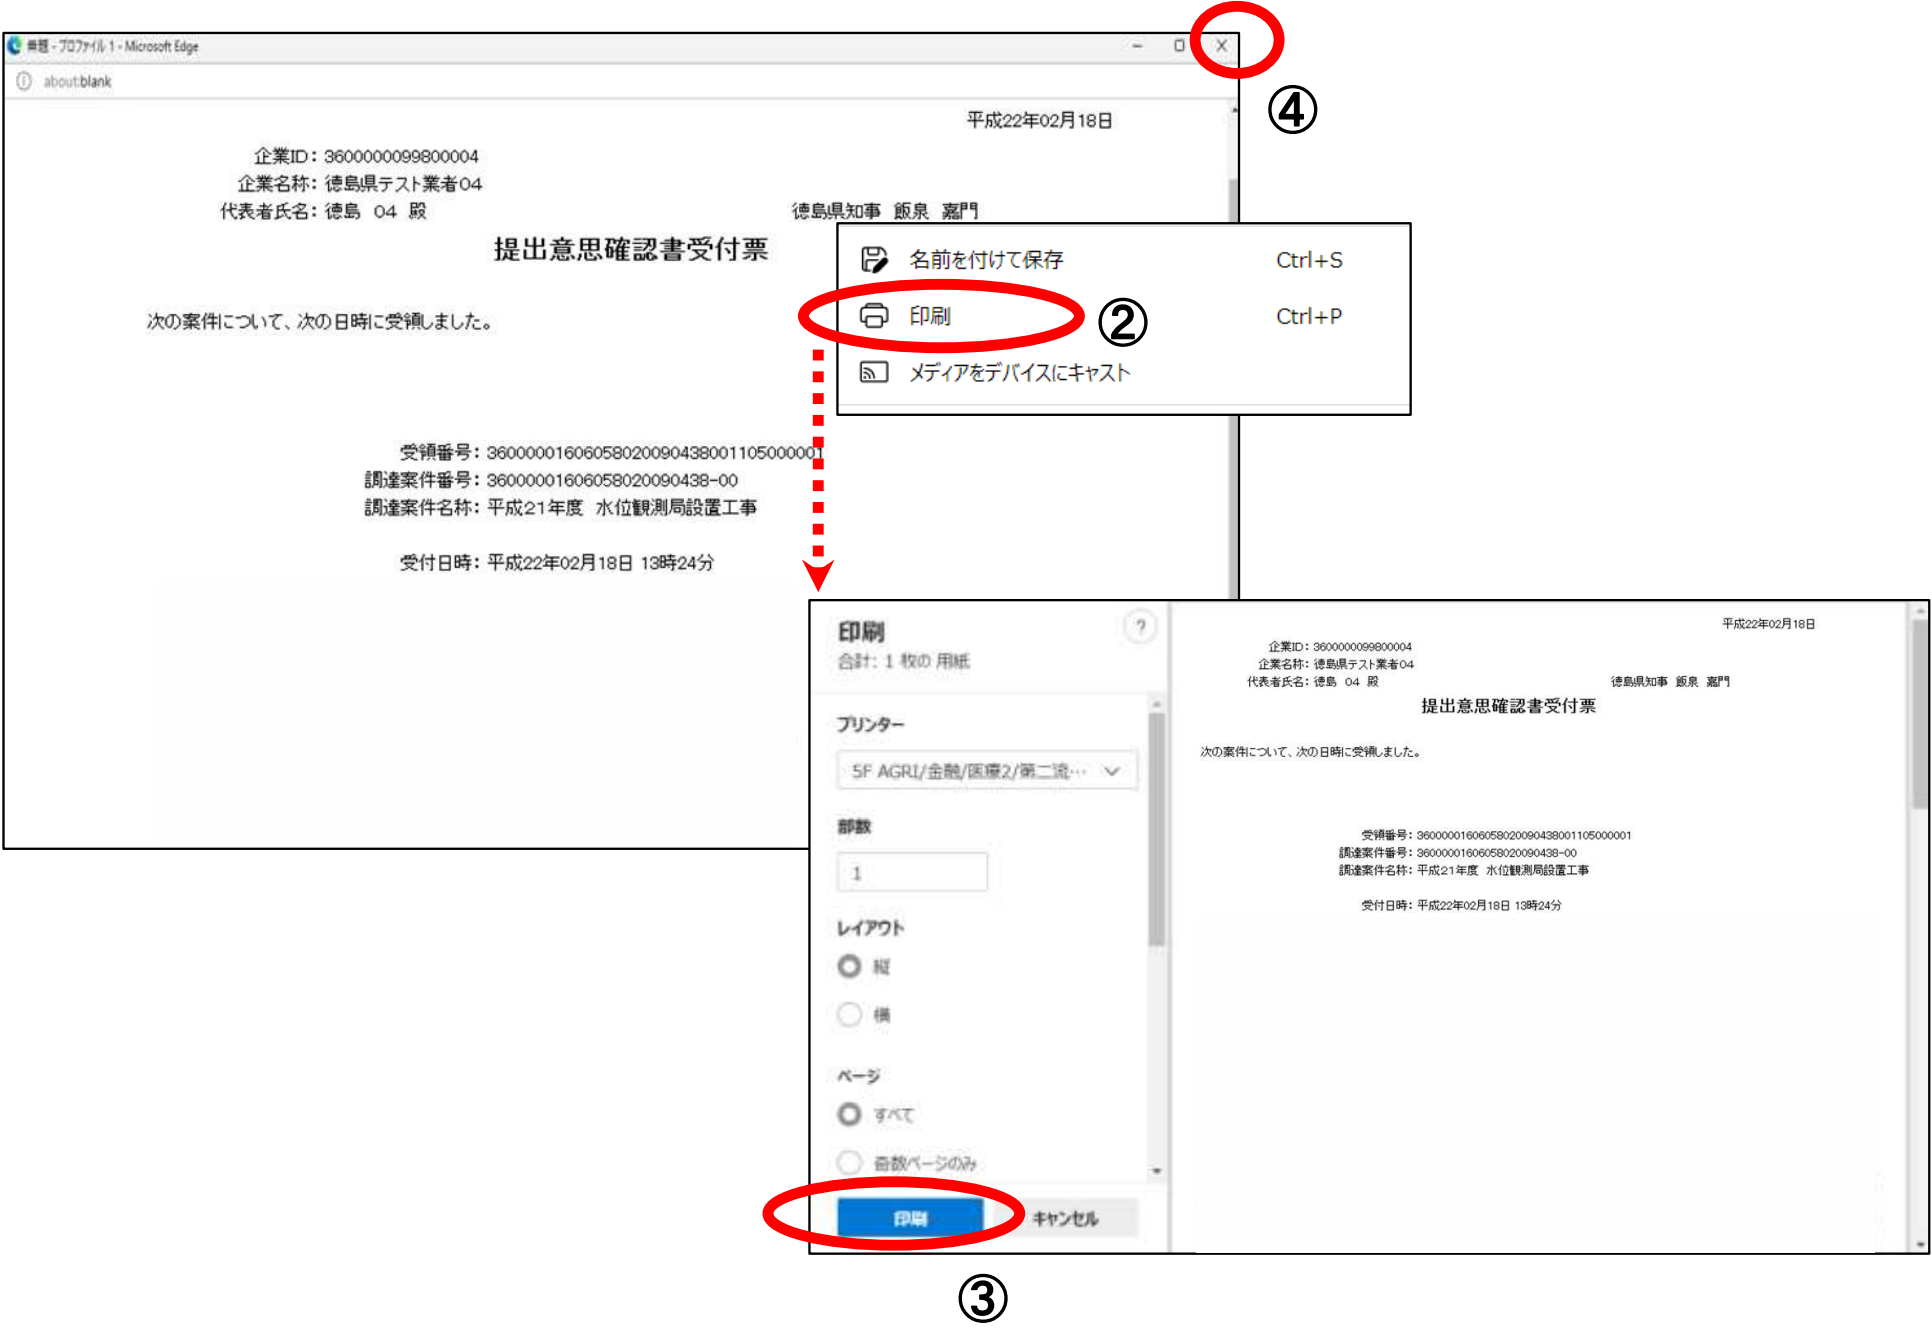 無題 - プロファイル 1 - Microsoft Edge
about:blank
④
平成22年02月18日
企業ID：3600000099800004
企業名称：徳島県テスト業者04
代表者氏名：徳島 04 殿
徳島県知事 飯泉 嘉門
提出意思確認書受付票
次の案件について、次の日時に受領しました。
名前を付けて保存 Ctrl+S
印刷 ② Ctrl+P
メディアをデバイスにキャスト
受領番号：36000001606058020090438001105000001
調達案件番号：36000001606058020090438-00
調達案件名称：平成21年度 水位観測局設置工事
受付日時：平成22年02月18日 13時24分
印刷
?
合計: 1 枚の 用紙
プリンター
5F AGRI/金融/医療2/第二流…
部数
1
レイアウト
縦
横
ページ
すべて
奇数ページのみ
印刷 キャンセル
③
平成22年02月18日
企業ID：3600000099800004
企業名称：徳島県テスト業者04
代表者氏名：徳島 04 殿
徳島県知事 飯泉 嘉門
提出意思確認書受付票
次の案件について、次の日時に受領しました。
受領番号：36000001606058020090438001105000001
調達案件番号：36000001606058020090438-00
調達案件名称：平成21年度 水位観測局設置工事
受付日時：平成22年02月18日 13時24分